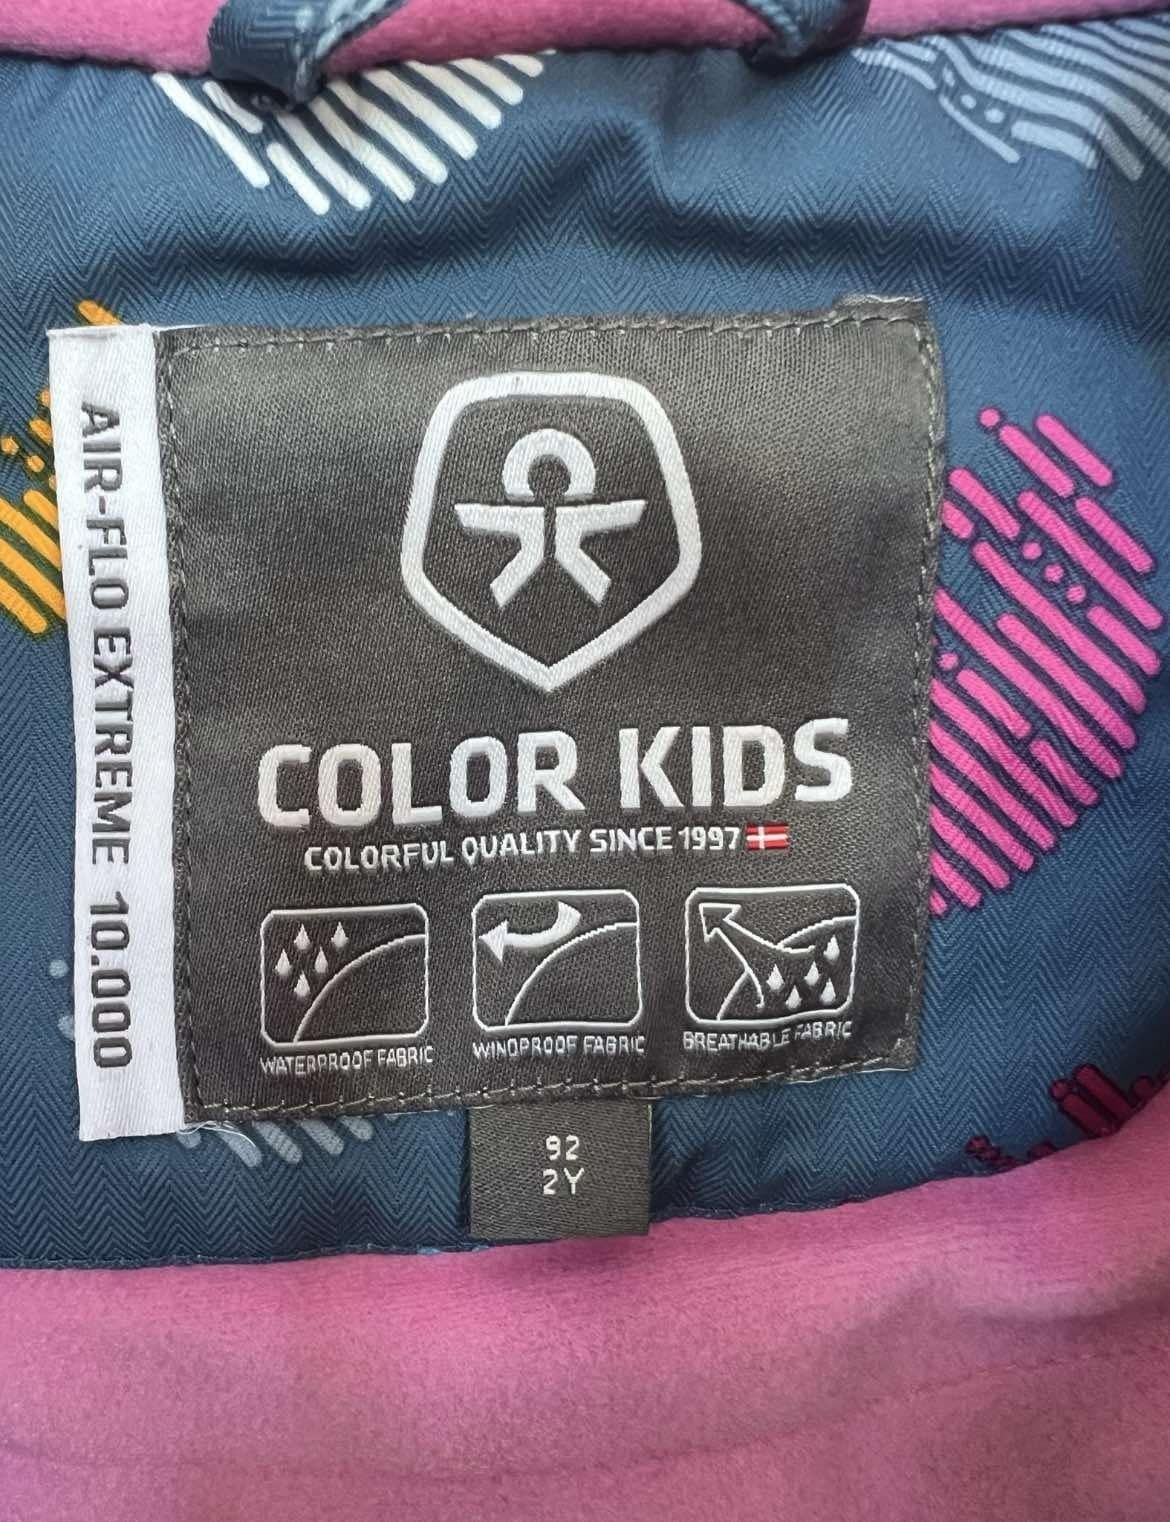 AIR-FLO EXTREME 10.000
COLOR KIDS
COLORFUL QUALITY SINCE 1997
WATERPROOF FABRIC
WINDPROOF FABRIC
BREATHABLE FABRIC
92
2Y